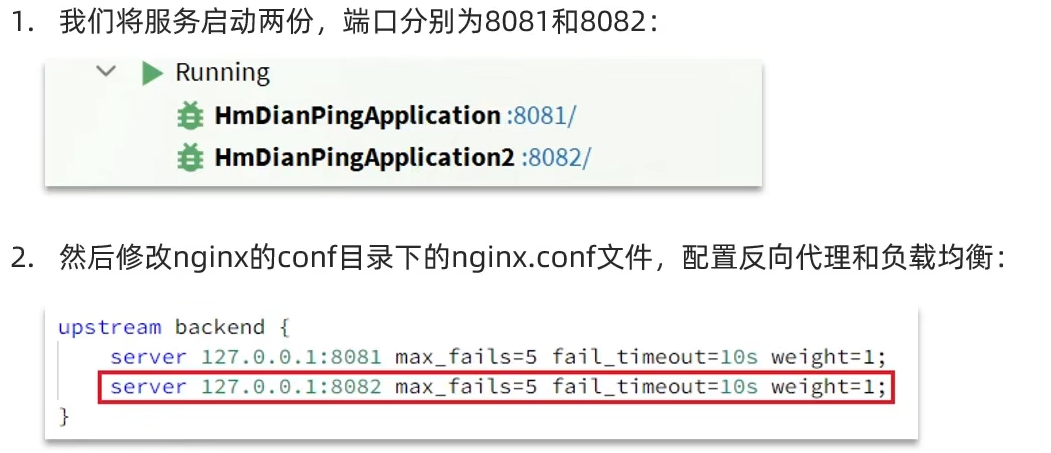 1. 我们将服务启动两份，端口分别为8081和8082：
Running
HmDianPingApplication :8081/
HmDianPingApplication2 :8082/
2. 然后修改nginx的conf目录下的nginx.conf文件，配置反向代理和负载均衡：
upstream backend {
server 127.0.0.1:8081 max_fails=5 fail_timeout=10s weight=1;
server 127.0.0.1:8082 max_fails=5 fail_timeout=10s weight=1;
}